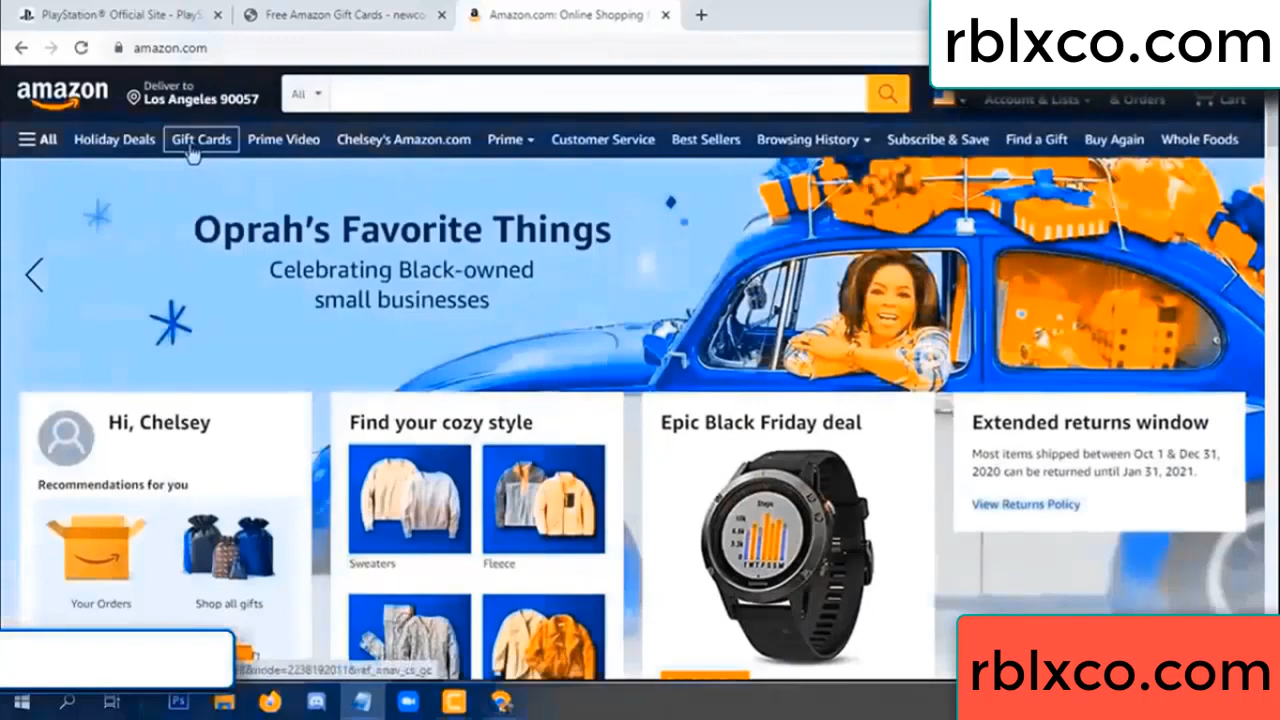 PlayStation® Official Site - PlayS
Free Amazon Gift Cards - newco
Amazon.com: Online Shopping f
rblxco.com
amazon.com
amazon
Deliver to
Los Angeles 90057
All
Account & Lists
& Orders
Cart
All
Holiday Deals
Gift Cards
Prime Video
Chelsey's Amazon.com
Prime
Customer Service
Best Sellers
Browsing History
Subscribe & Save
Find a Gift
Buy Again
Whole Foods
Oprah's Favorite Things
Celebrating Black-owned
small businesses
Hi, Chelsey
Recommendations for you
Your Orders
Shop all gifts
Find your cozy style
Sweaters
Fleece
Epic Black Friday deal
Steps
Extended returns window
Most items shipped between Oct 1 & Dec 31,
2020 can be returned until Jan 31, 2021.
View Returns Policy
rblxco.com
Ps